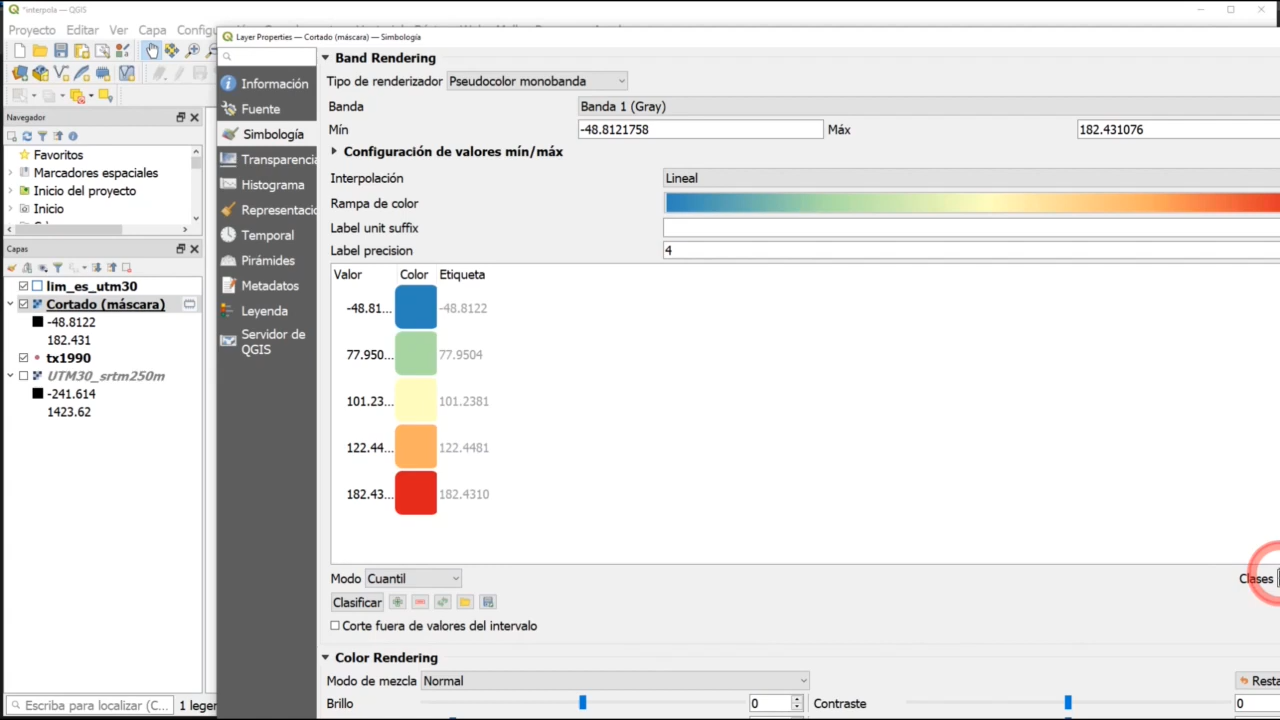 *interpola — QGIS
Proyecto Editar Ver Capa Configu
Layer Properties — Cortado (máscara) — Simbología
Información
Fuente
Simbología
Transparencia
Histograma
Representació
Temporal
Pirámides
Metadatos
Leyenda
Servidor de
QGIS
Navegador
Favoritos
Marcadores espaciales
Inicio del proyecto
Inicio
Capas
lim_es_utm30
Cortado (máscara)
-48.8122
182.431
tx1990
UTM30_srtm250m
-241.614
1423.62
Escriba para localizar (C... 1 leger
Band Rendering
Tipo de renderizador Pseudocolor monobanda
Banda Banda 1 (Gray)
Mín -48.8121758 Máx 182.431076
Configuración de valores mín/máx
Interpolación Lineal
Rampa de color
Label unit suffix
Label precision 4
Valor Color Etiqueta
-48.81... -48.8122
77.950... 77.9504
101.23... 101.2381
122.44... 122.4481
182.43... 182.4310
Modo Cuantil Clases
Clasificar
Corte fuera de valores del intervalo
Color Rendering
Modo de mezcla Normal Resta
Brillo 0 Contraste 0